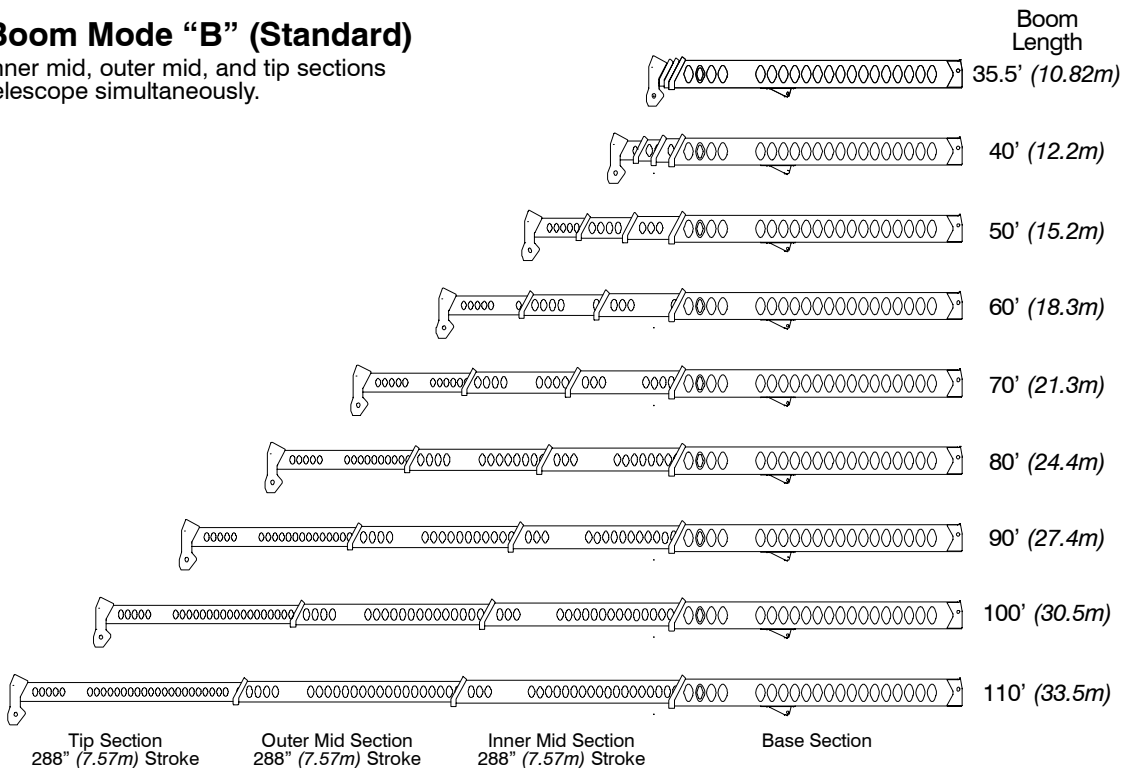 Boom Mode “B” (Standard)
nner mid, outer mid, and tip sections
elescope simultaneously.
Boom
Length
35.5’ (10.82m)
40’ (12.2m)
50’ (15.2m)
60’ (18.3m)
70’ (21.3m)
80’ (24.4m)
90’ (27.4m)
100’ (30.5m)
110’ (33.5m)
Tip Section
288” (7.57m) Stroke
Outer Mid Section
288” (7.57m) Stroke
Inner Mid Section
288” (7.57m) Stroke
Base Section